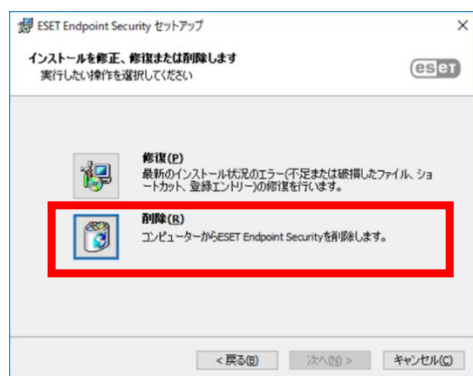 ESET Endpoint Security セットアップ
インストールを修正、修復または削除します
実行したい操作を選択してください
eset
修復(P)
最新のインストール状況のエラー(不足または破損したファイル、ショ
ートカット、登録エントリー)の修復を行います。
削除(R)
コンピューターからESET Endpoint Securityを削除します。
< 戻る(B)
次へ(N) >
キャンセル(C)